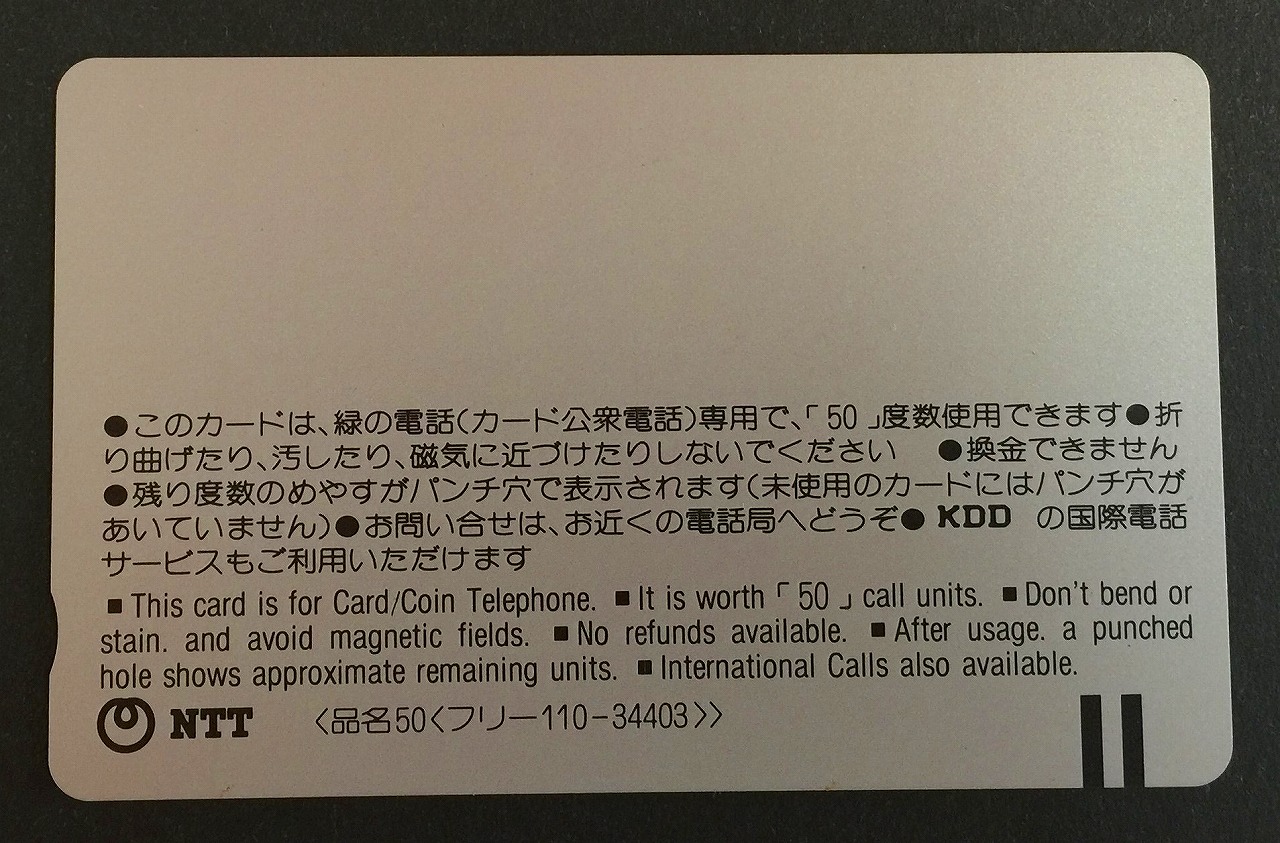 ●このカードは、緑の電話(カード公衆電話)専用で、「50」度数使用できます●折
り曲げたり、汚したり、磁気に近づけたりしないでください　●換金できません
●残り度数のめやすがパンチ穴で表示されます(未使用のカードにはパンチ穴が
あいていません)●お問い合せは、お近くの電話局へどうぞ● KDD の国際電話
サービスもご利用いただけます
■This card is for Card/Coin Telephone. ■It is worth「50」call units. ■Don't bend or
stain. and avoid magnetic fields. ■No refunds available. ■After usage. a punched
hole shows approximate remaining units. ■International Calls also available.
NTT 〈品名50〈フリー110-34403〉〉